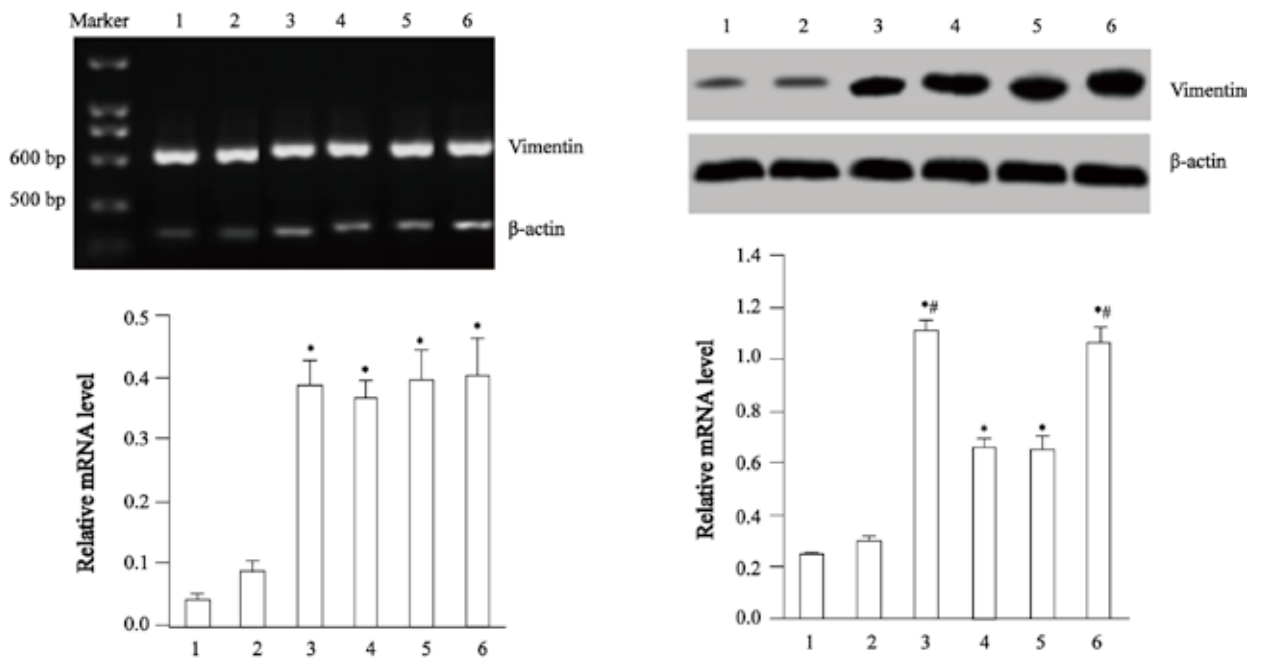 Marker 1 2 3 4 5 6
Vimentin
600 bp
500 bp
β-actin
1 2 3 4 5 6
Vimentin
β-actin
Relative mRNA level
0.5
0.4
0.3
0.2
0.1
0.0
*
*
*
*
1 2 3 4 5 6
Relative mRNA level
1.4
1.2
1.0
0.8
0.6
0.4
0.2
0.0
*#
*
*
*#
1 2 3 4 5 6